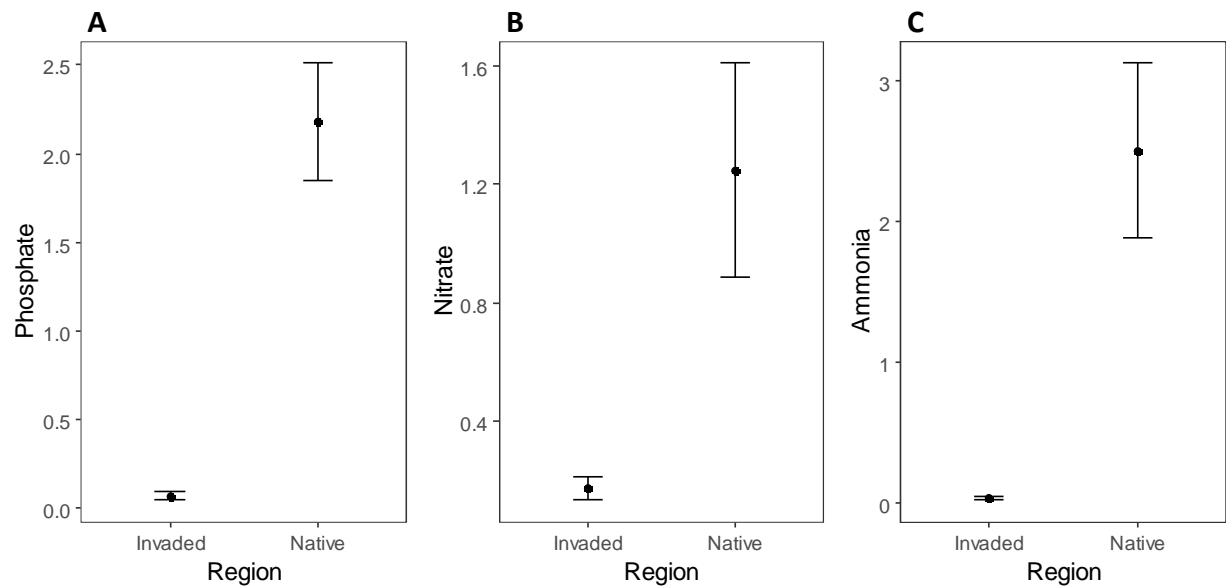 A
Phosphate
2.5
2.0
1.5
1.0
0.5
0.0
Invaded Native
Region
B
Nitrate
1.6
1.2
0.8
0.4
Invaded Native
Region
C
Ammonia
3
2
1
0
Invaded Native
Region